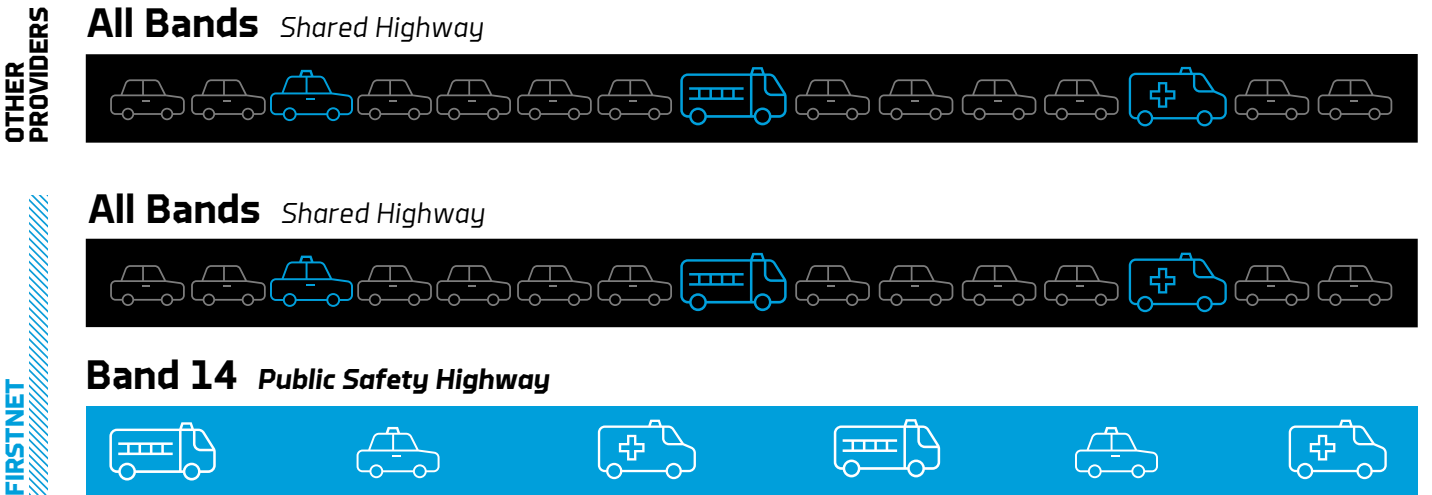 OTHER
PROVIDERS
All Bands Shared Highway
FIRSTNET
All Bands Shared Highway
Band 14 Public Safety Highway